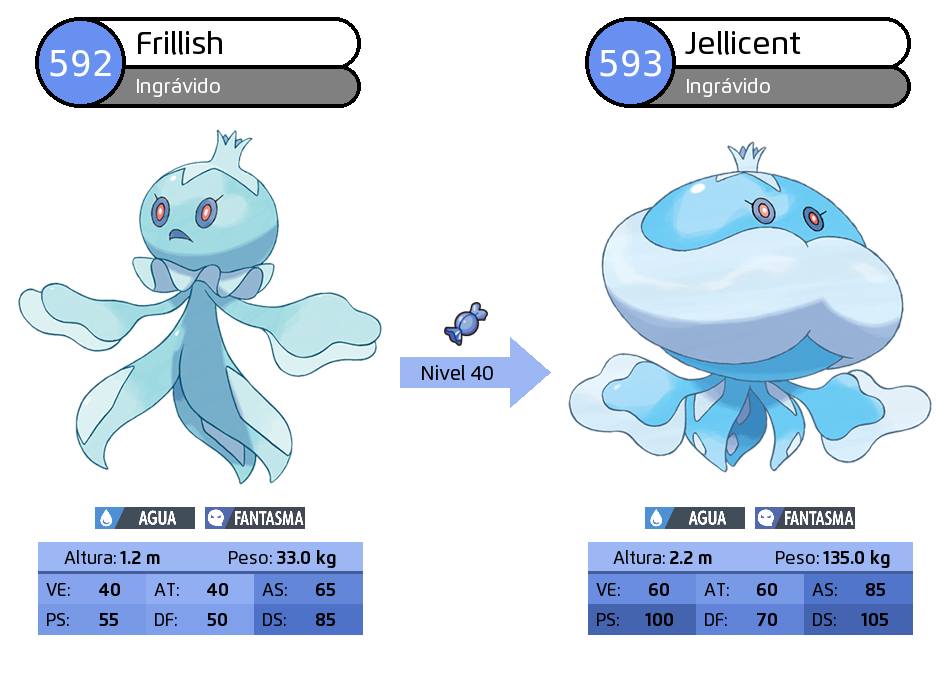 592
Frillish
Ingrávido
593
Jellicent
Ingrávido
Nivel 40
AGUA FANTASMA
Altura: 1.2 m Peso: 33.0 kg
VE: 40 AT: 40 AS: 65
PS: 55 DF: 50 DS: 85
AGUA FANTASMA
Altura: 2.2 m Peso: 135.0 kg
VE: 60 AT: 60 AS: 85
PS: 100 DF: 70 DS: 105